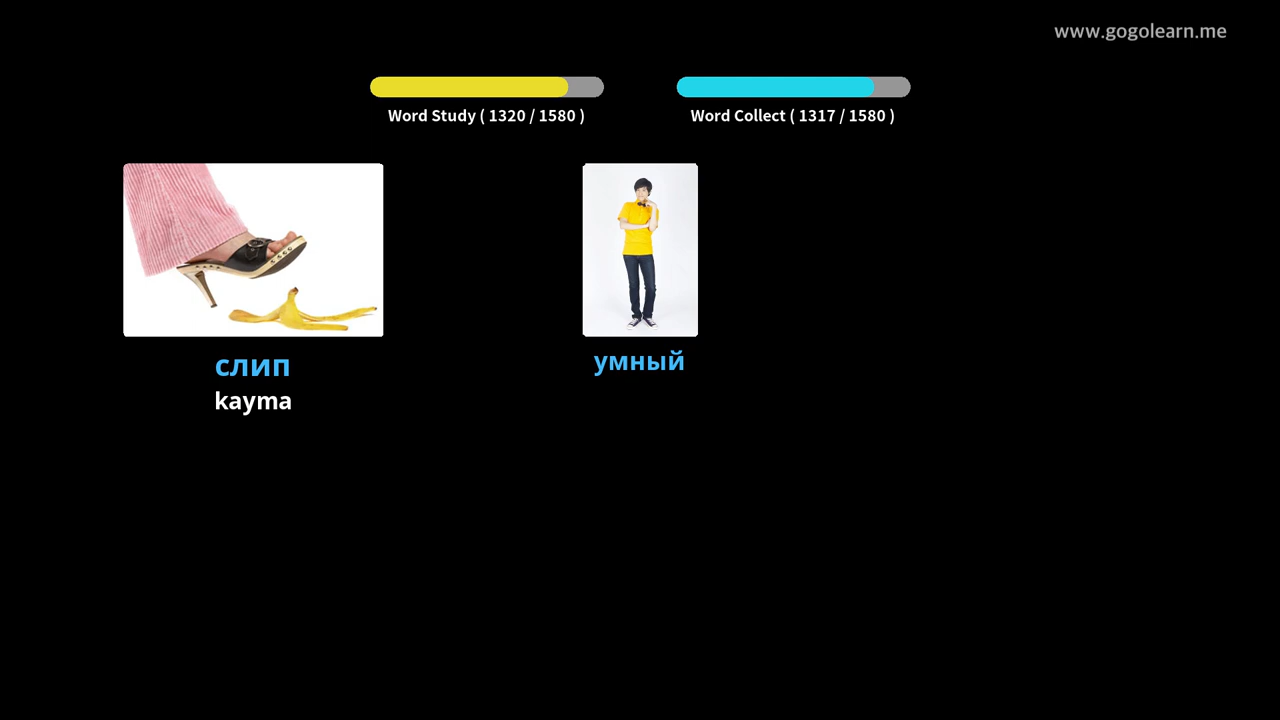 www.gogolearn.me
Word Study ( 1320 / 1580 )
Word Collect ( 1317 / 1580 )
слип
kayma
умный